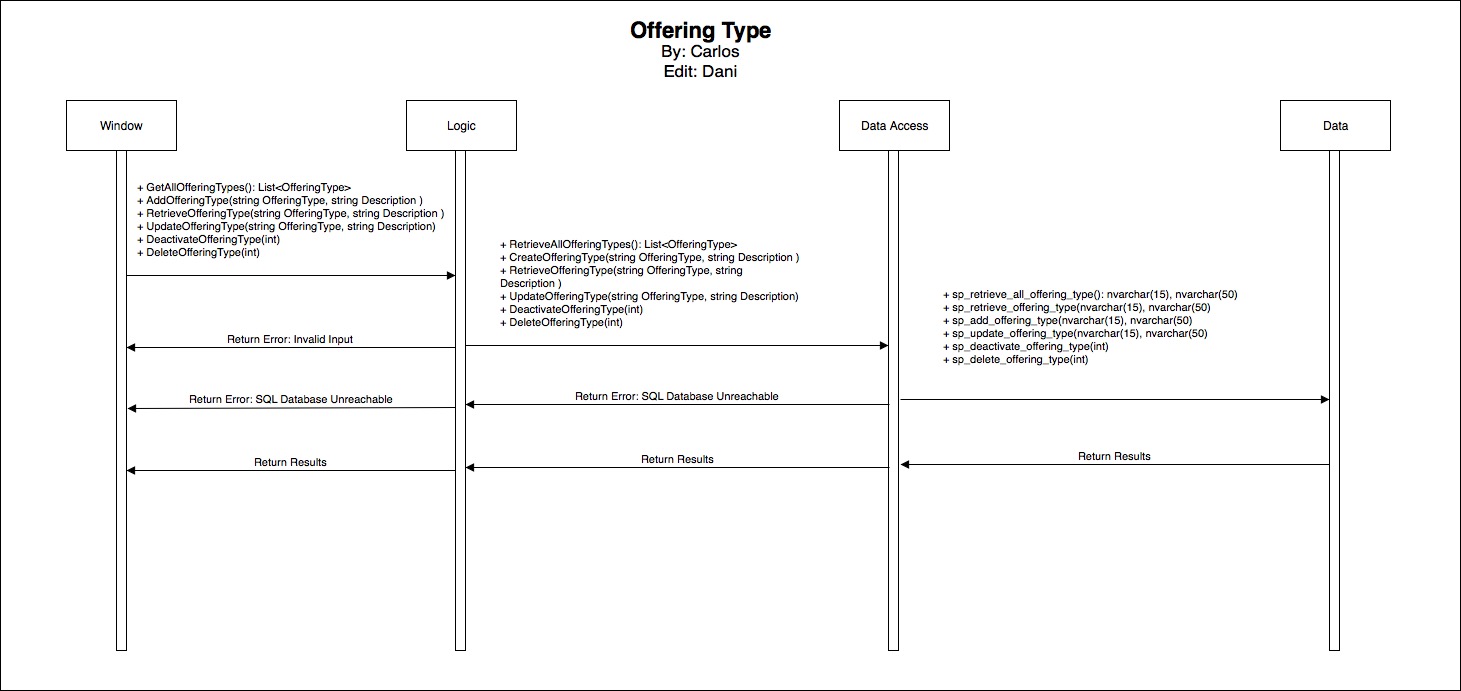 Offering Type
By: Carlos
Edit: Dani
Window
Logic
Data Access
Data
+ GetAllOfferingTypes(): List<OfferingType>
+ AddOfferingType(string OfferingType, string Description )
+ RetrieveOfferingType(string OfferingType, string Description )
+ UpdateOfferingType(string OfferingType, string Description)
+ DeactivateOfferingType(int)
+ DeleteOfferingType(int)
+ RetrieveAllOfferingTypes(): List<OfferingType>
+ CreateOfferingType(string OfferingType, string Description )
+ RetrieveOfferingType(string OfferingType, string
Description )
+ UpdateOfferingType(string OfferingType, string Description)
+ DeactivateOfferingType(int)
+ DeleteOfferingType(int)
+ sp_retrieve_all_offering_type(): nvarchar(15), nvarchar(50)
+ sp_retrieve_offering_type(nvarchar(15), nvarchar(50)
+ sp_add_offering_type(nvarchar(15), nvarchar(50)
+ sp_update_offering_type(nvarchar(15), nvarchar(50)
+ sp_deactivate_offering_type(int)
+ sp_delete_offering_type(int)
Return Error: Invalid Input
Return Error: SQL Database Unreachable
Return Error: SQL Database Unreachable
Return Results
Return Results
Return Results